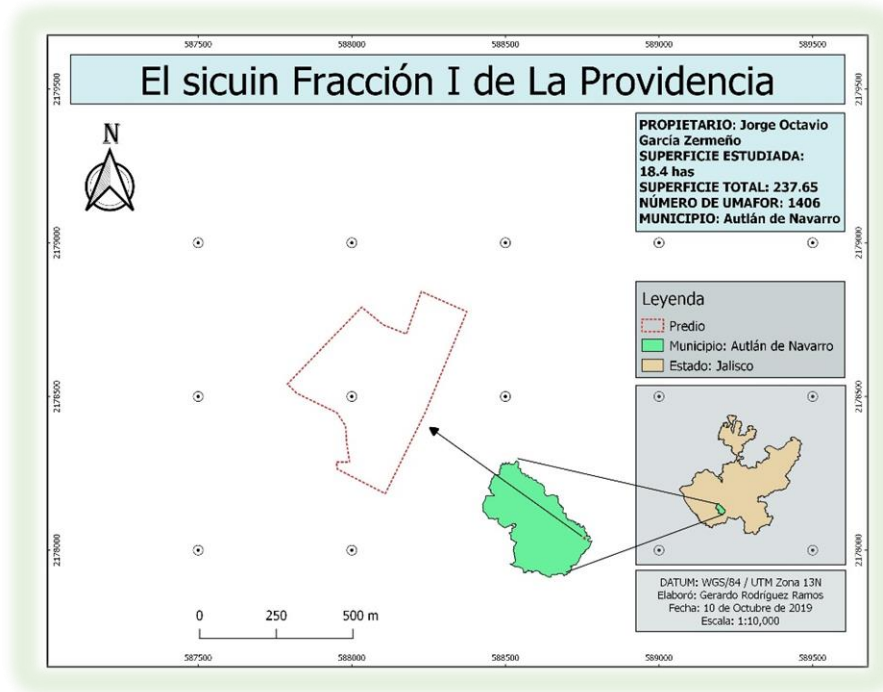 587500
588000
588500
589000
589500
El sicuin Fracción I de La Providencia
2179500
2179500
N
PROPIETARIO: Jorge Octavio
García Zermeño
SUPERFICIE ESTUDIADA:
18.4 has
SUPERFICIE TOTAL: 237.65
NÚMERO DE UMAFOR: 1406
MUNICIPIO: Autlán de Navarro
2179000
2179000
Leyenda
Predio
Municipio: Autlán de Navarro
Estado: Jalisco
2178500
2178500
2178000
2178000
DATUM: WGS/84 / UTM Zona 13N
Elaboró: Gerardo Rodríguez Ramos
Fecha: 10 de Octubre de 2019
Escala: 1:10,000
0 250 500 m
587500
588000
588500
589000
589500